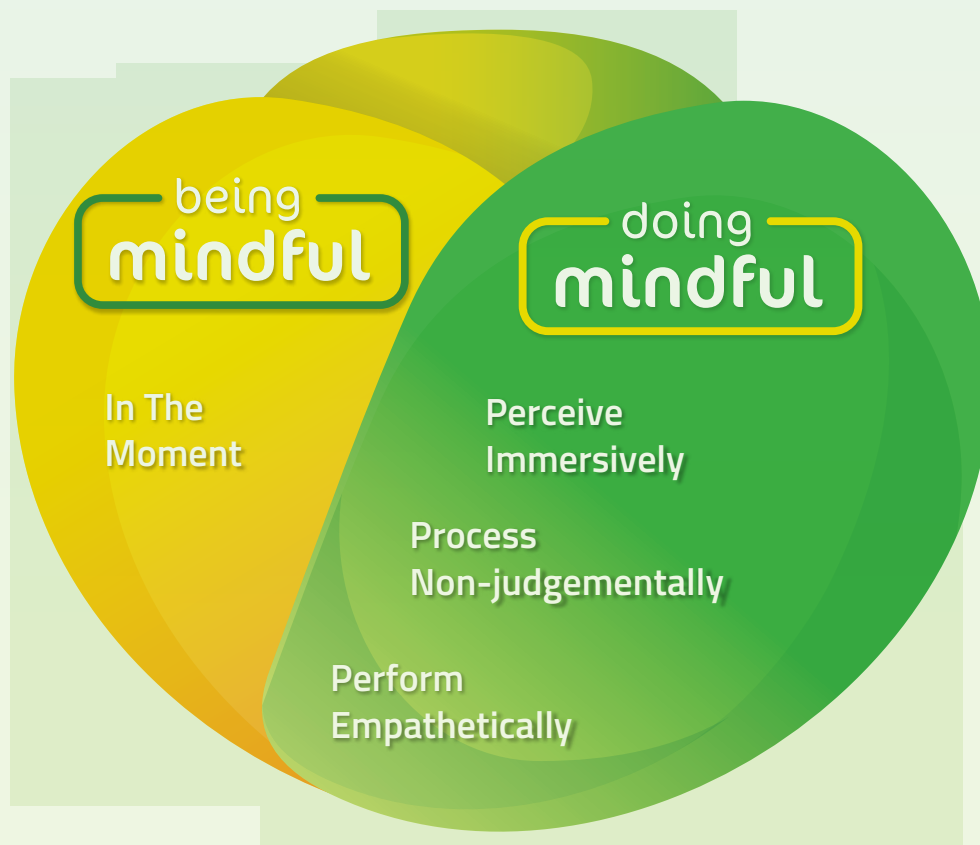 being
mindful
In The
Moment
doing
mindful
Perceive
Immersively
Process
Non-judgementally
Perform
Empathetically